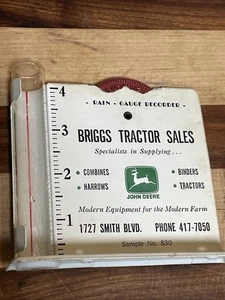 - RAIN - GAUGE RECORDER -
4
3
2
1
BRIGGS TRACTOR SALES
Specialists in Supplying . . .
• COMBINES
• HARROWS
• BINDERS
• TRACTORS
JOHN DEERE
Modern Equipment for the Modern Farm
1727 SMITH BLVD. PHONE 417-7050
Sample No. 830